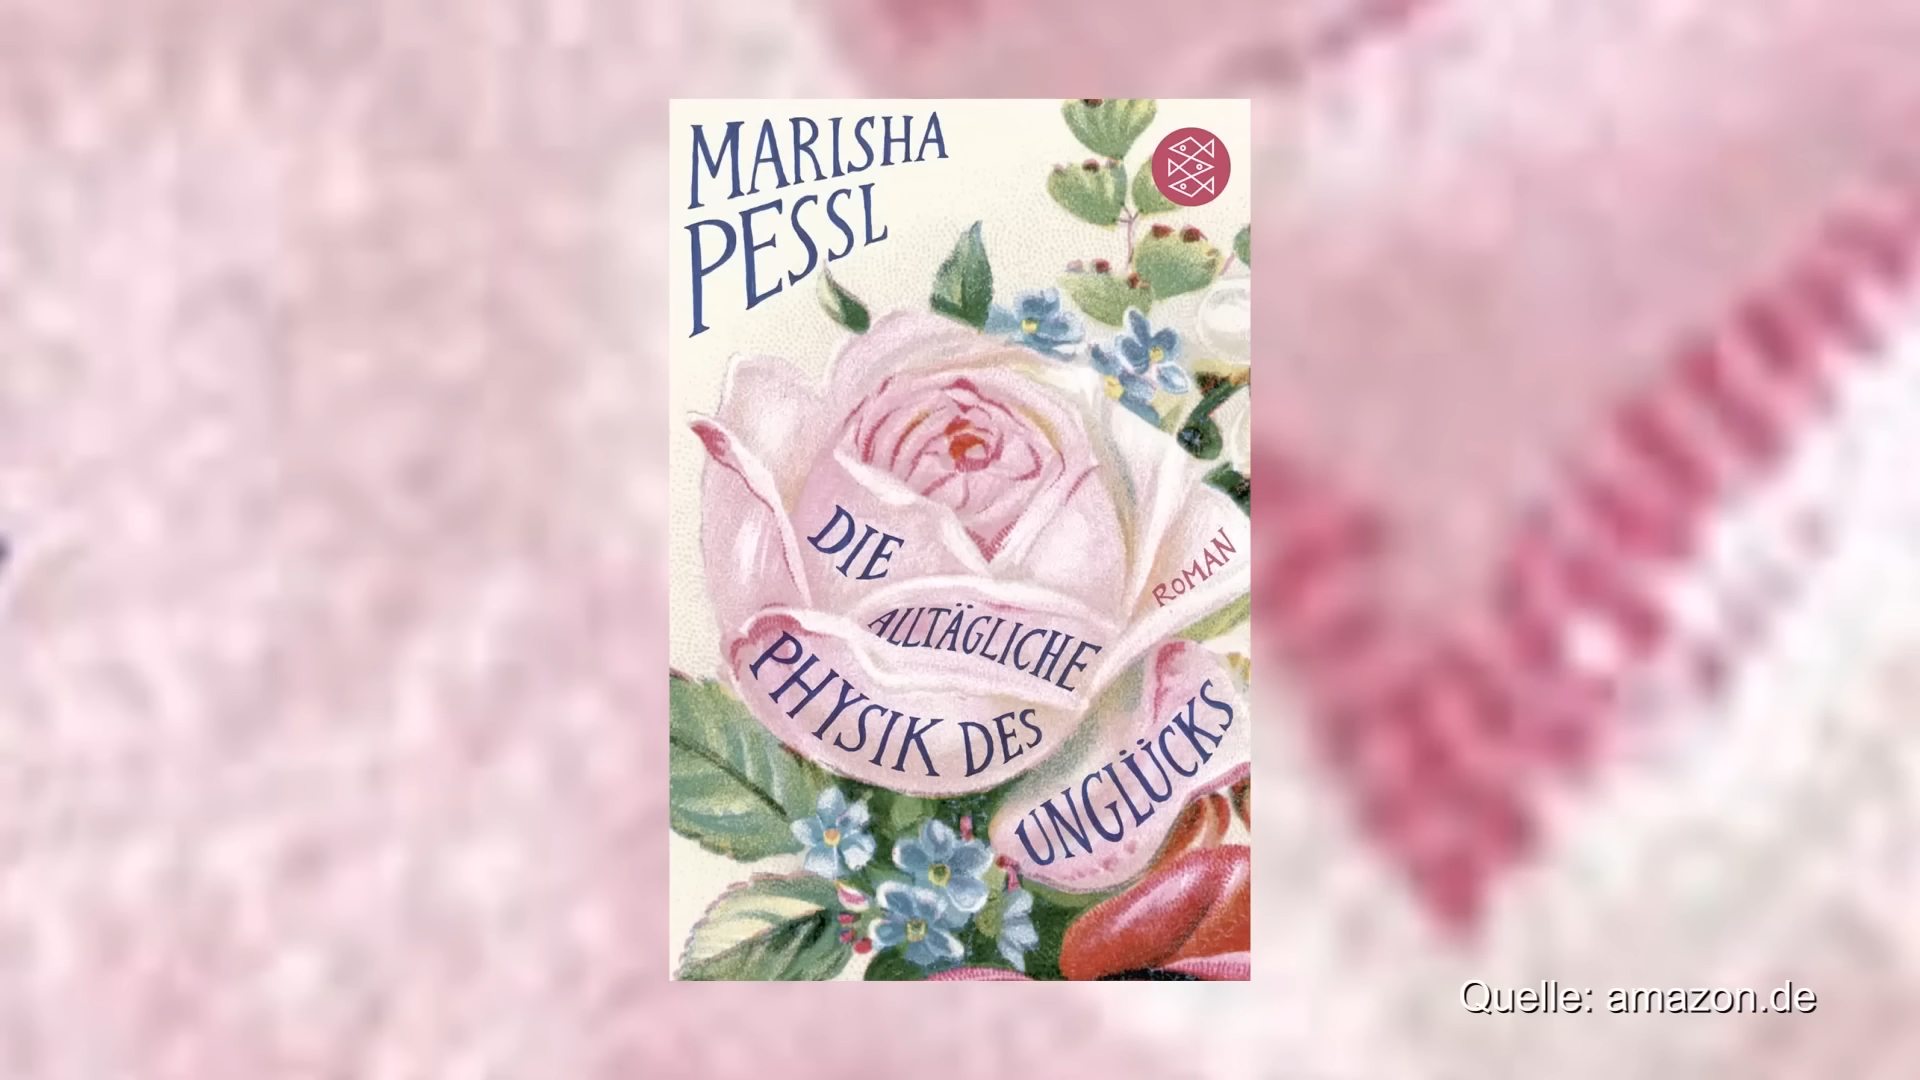 MARISHA
PESSL
DIE
ALLTÄGLICHE
PHYSIK DES
UNGLÜCKS
ROMAN
Quelle: amazon.de